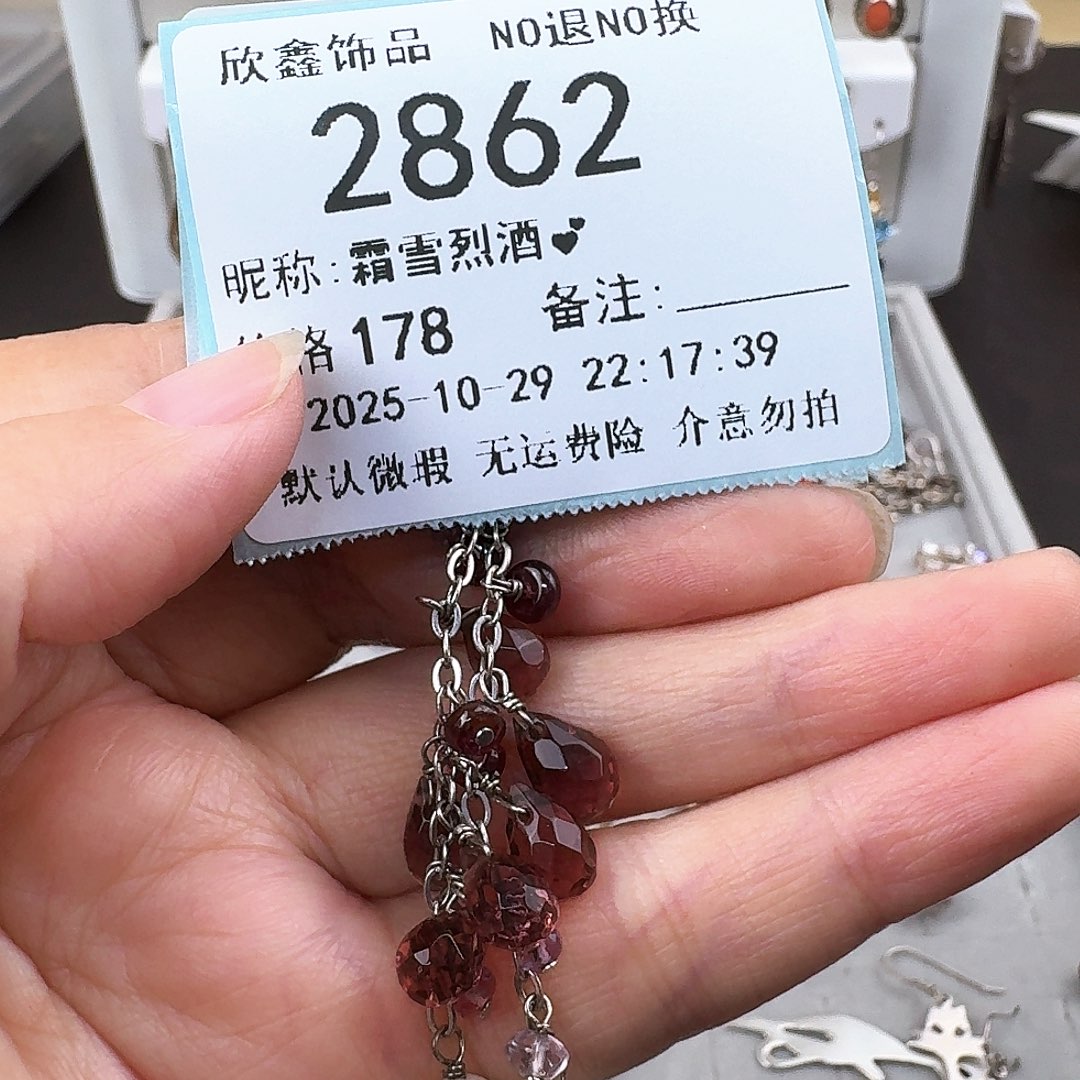 欣鑫饰品 NO退NO换
2862
昵称:霜雪烈酒💕
价格 178 备注:________
2025-10-29 22:17:39
默认微瑕 无运费险 介意勿拍